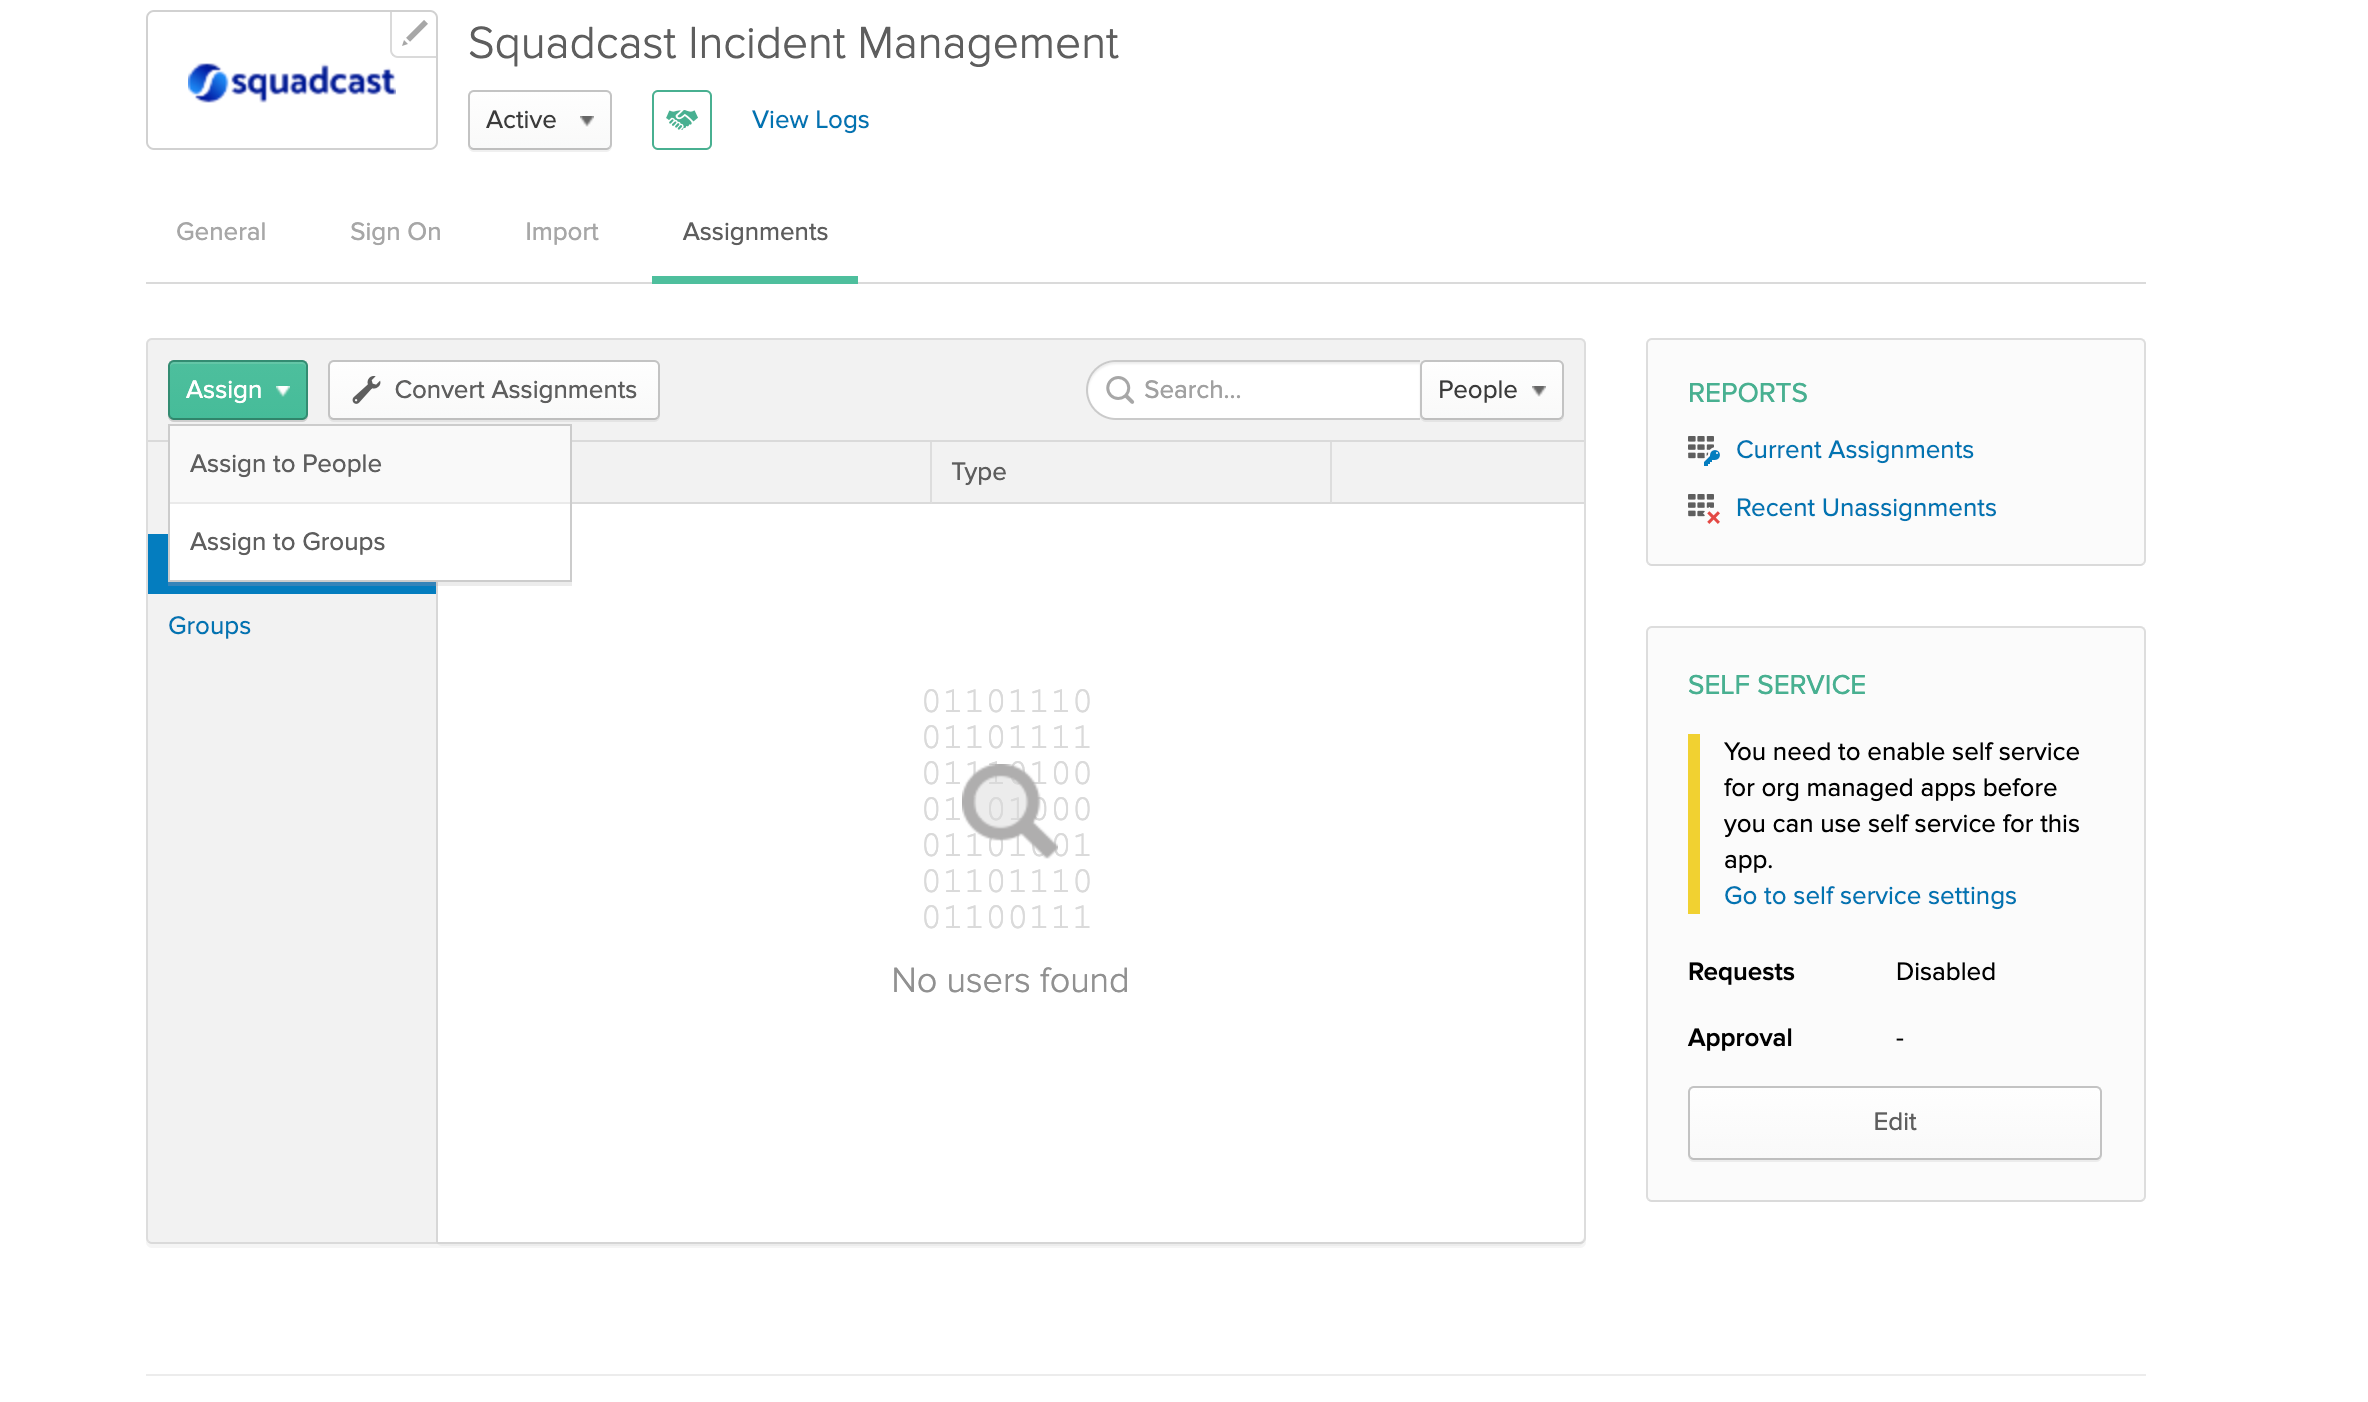 squadcast
Squadcast Incident Management
Active
View Logs
General
Sign On
Import
Assignments
Assign
Convert Assignments
Search...
People
Assign to People
Assign to Groups
Type
Groups
01101110
01101111
01110100
01101000
01101001
01101110
01100111
No users found
REPORTS
Current Assignments
Recent Unassignments
SELF SERVICE
You need to enable self service
for org managed apps before
you can use self service for this
app.
Go to self service settings
Requests Disabled
Approval -
Edit